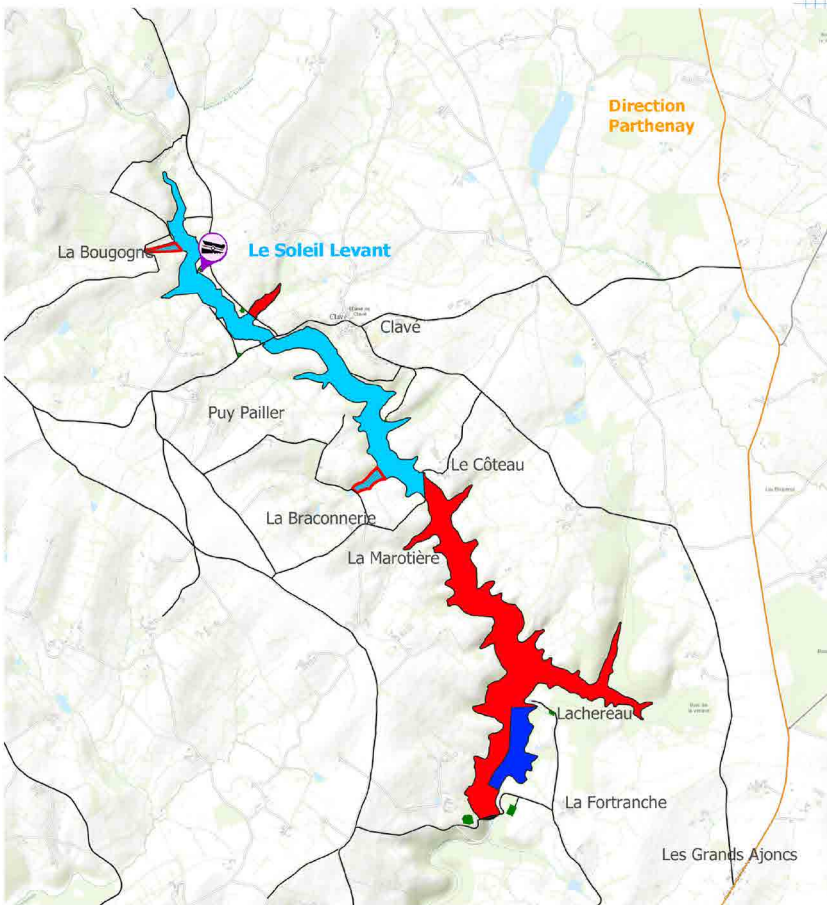 Direction
Parthenay
La Bougogne
Le Soleil Levant
Clavé
Clavé
Puy Pailler
Le Côteau
La Braconnerie
La Marotière
Lachereau
La Fortranche
Les Grands Ajoncs